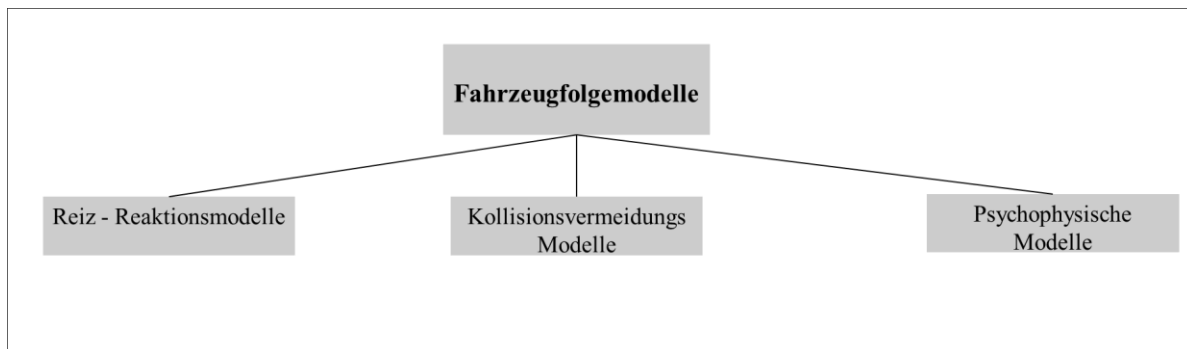 Fahrzeugfolgemodelle
Reiz - Reaktionsmodelle
Kollisionsvermeidungs
Modelle
Psychophysische
Modelle